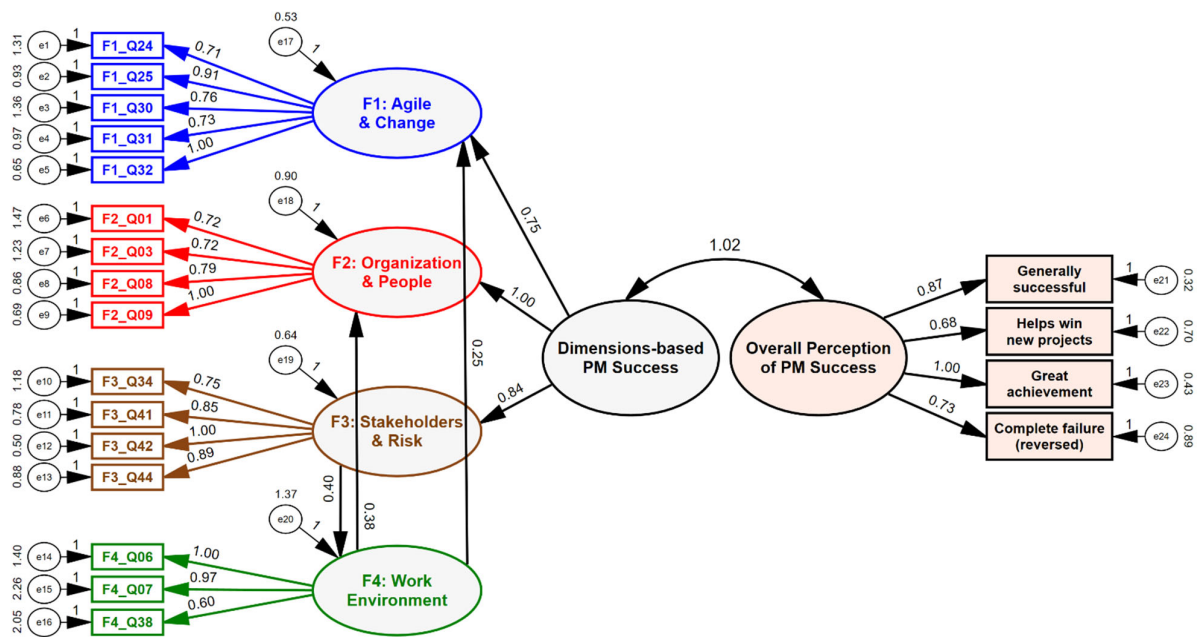 0.53
1.31
e1
1
F1_Q24
0.71
e17
1
0.93
e2
1
F1_Q25
0.91
1.36
e3
1
F1_Q30
0.76
F1: Agile
& Change
0.97
e4
1
F1_Q31
0.73
0.65
e5
1
F1_Q32
1.00
0.90
1.47
e6
1
F2_Q01
0.72
e18
1
1.23
e7
1
F2_Q03
0.72
0.86
e8
1
F2_Q08
0.79
F2: Organization
& People
0.69
e9
1
F2_Q09
1.00
0.75
1.00
0.84
0.25
0.64
1.18
e10
1
F3_Q34
0.75
e19
1
0.78
e11
1
F3_Q41
0.85
0.50
e12
1
F3_Q42
1.00
F3: Stakeholders
& Risk
0.88
e13
1
F3_Q44
0.89
0.40
0.38
1.37
e20
1
1.40
e14
1
F4_Q06
1.00
2.26
e15
1
F4_Q07
0.97
F4: Work
Environment
2.05
e16
1
F4_Q38
0.60
1.02
Dimensions-based
PM Success
Overall Perception
of PM Success
0.87
Generally
successful
1
e21
0.32
0.68
Helps win
new projects
1
e22
0.70
1.00
Great
achievement
1
e23
0.43
0.73
Complete failure
(reversed)
1
e24
0.89